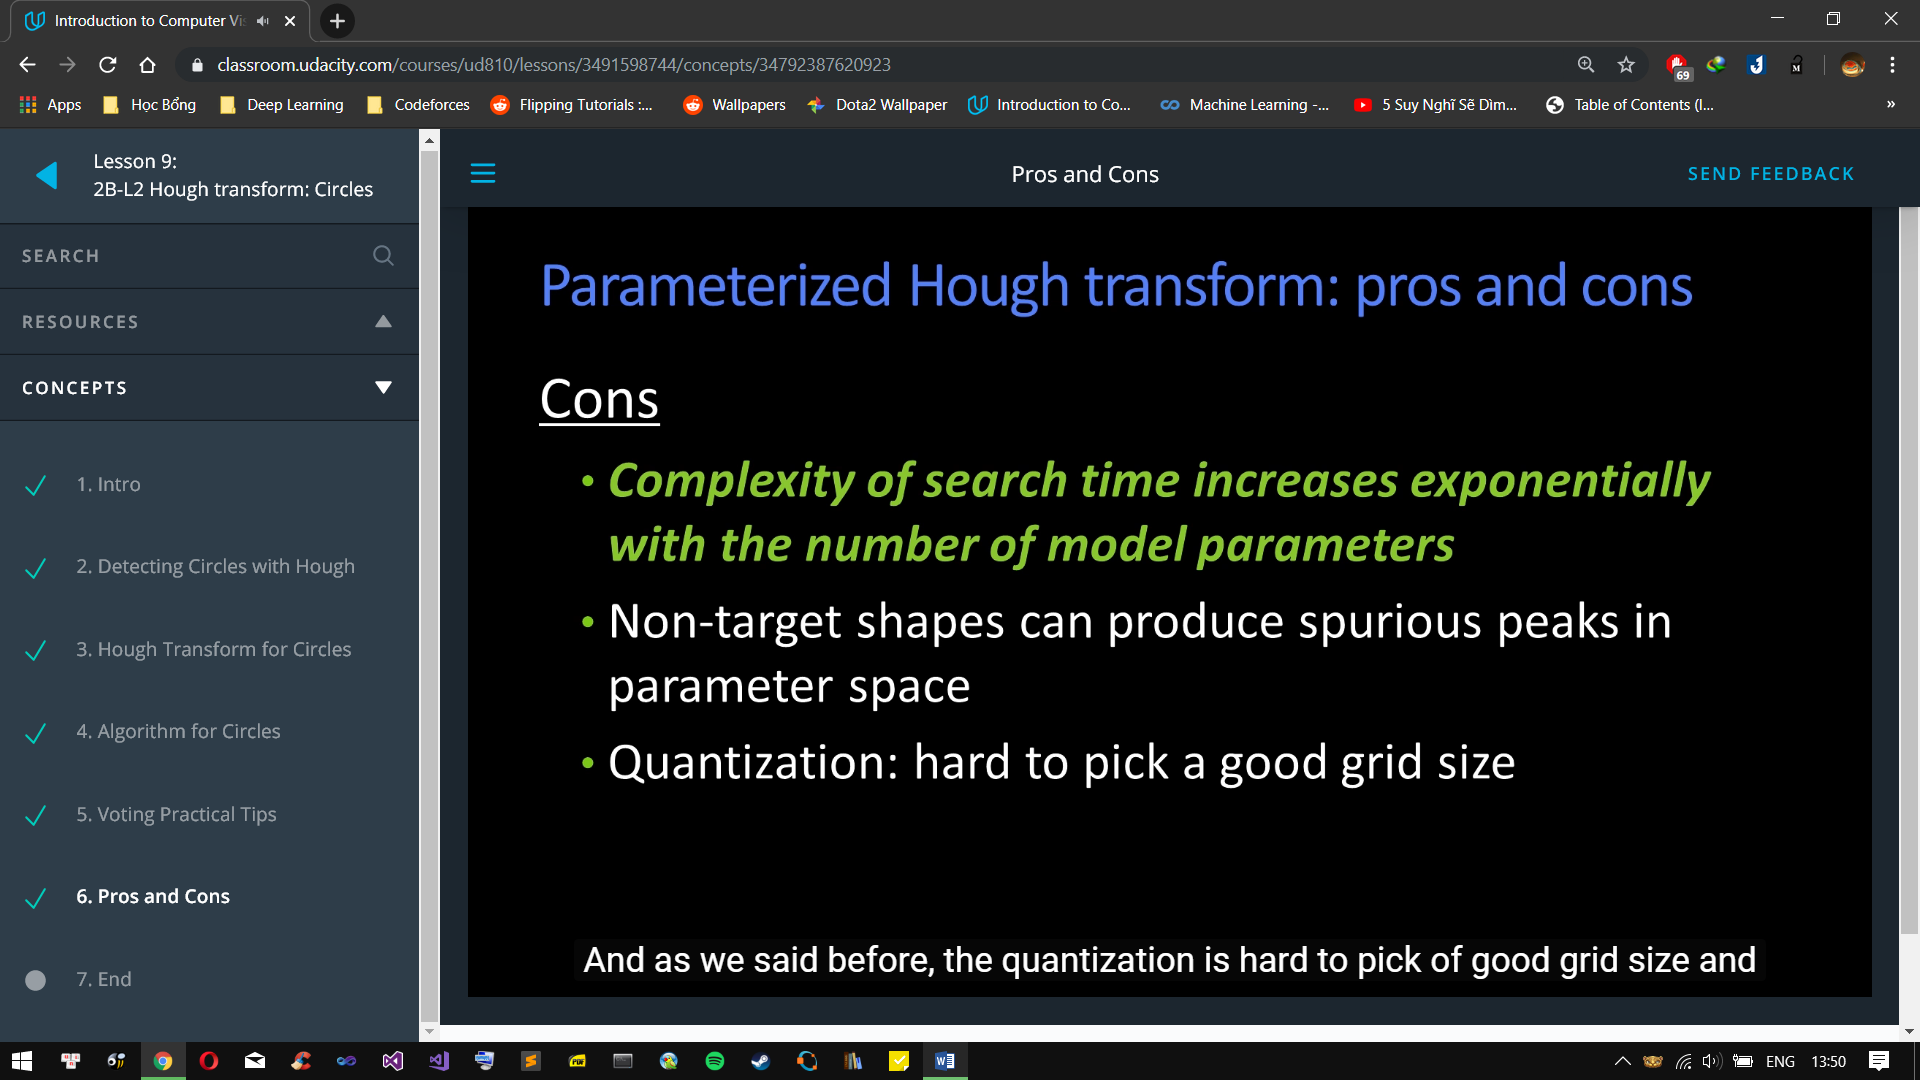 Introduction to Computer Vis
classroom.udacity.com/courses/ud810/lessons/3491598744/concepts/34792387620923
69
M
Apps
Học Bổng
Deep Learning
Codeforces
Flipping Tutorials :...
Wallpapers
Dota2 Wallpaper
Introduction to Co...
Machine Learning -...
5 Suy Nghĩ Sẽ Dìm...
Table of Contents (I...
»
Lesson 9:
2B-L2 Hough transform: Circles
SEARCH
RESOURCES
CONCEPTS
1. Intro
2. Detecting Circles with Hough
3. Hough Transform for Circles
4. Algorithm for Circles
5. Voting Practical Tips
6. Pros and Cons
7. End
Pros and Cons
SEND FEEDBACK
Parameterized Hough transform: pros and cons
Cons
• Complexity of search time increases exponentially
with the number of model parameters
• Non-target shapes can produce spurious peaks in
parameter space
• Quantization: hard to pick a good grid size
And as we said before, the quantization is hard to pick of good grid size and
ENG
13:50